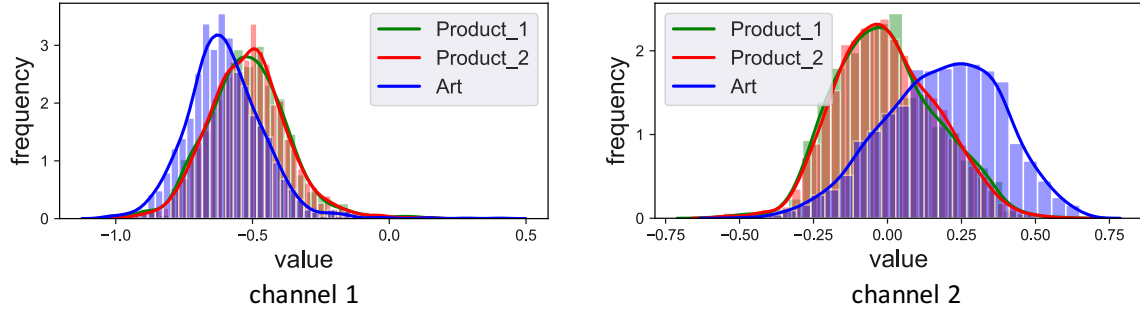 Product_1
Product_2
Art
frequency
3
2
1
0
−1.0
−0.5
0.0
0.5
value
channel 1
Product_1
Product_2
Art
frequency
2
1
0
−0.75
−0.50
−0.25
0.00
0.25
0.50
0.75
value
channel 2